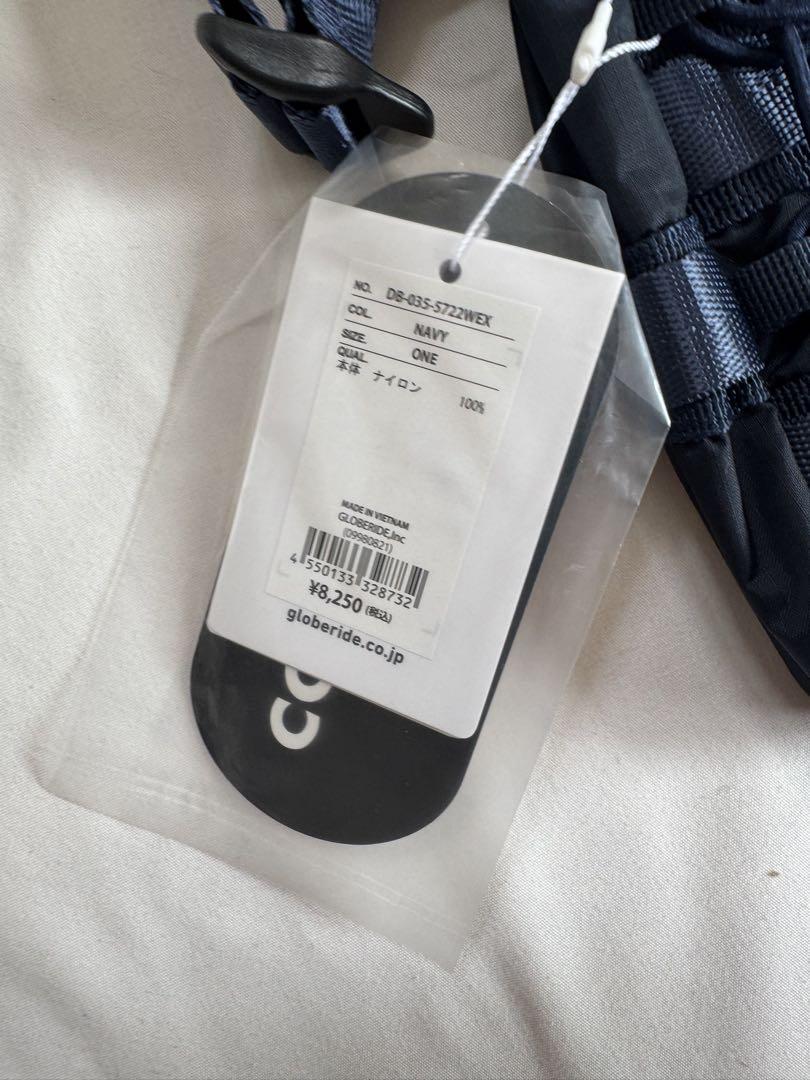 NO. DB-035-5722WEX
COL. NAVY
SIZE. ONE
QUAL.
本体 ナイロン 100%
MADE IN VIETNAM
GLOBERIDE,Inc
(09980821)
4 550133 328732
¥8,250 (税込)
globeride.co.jp